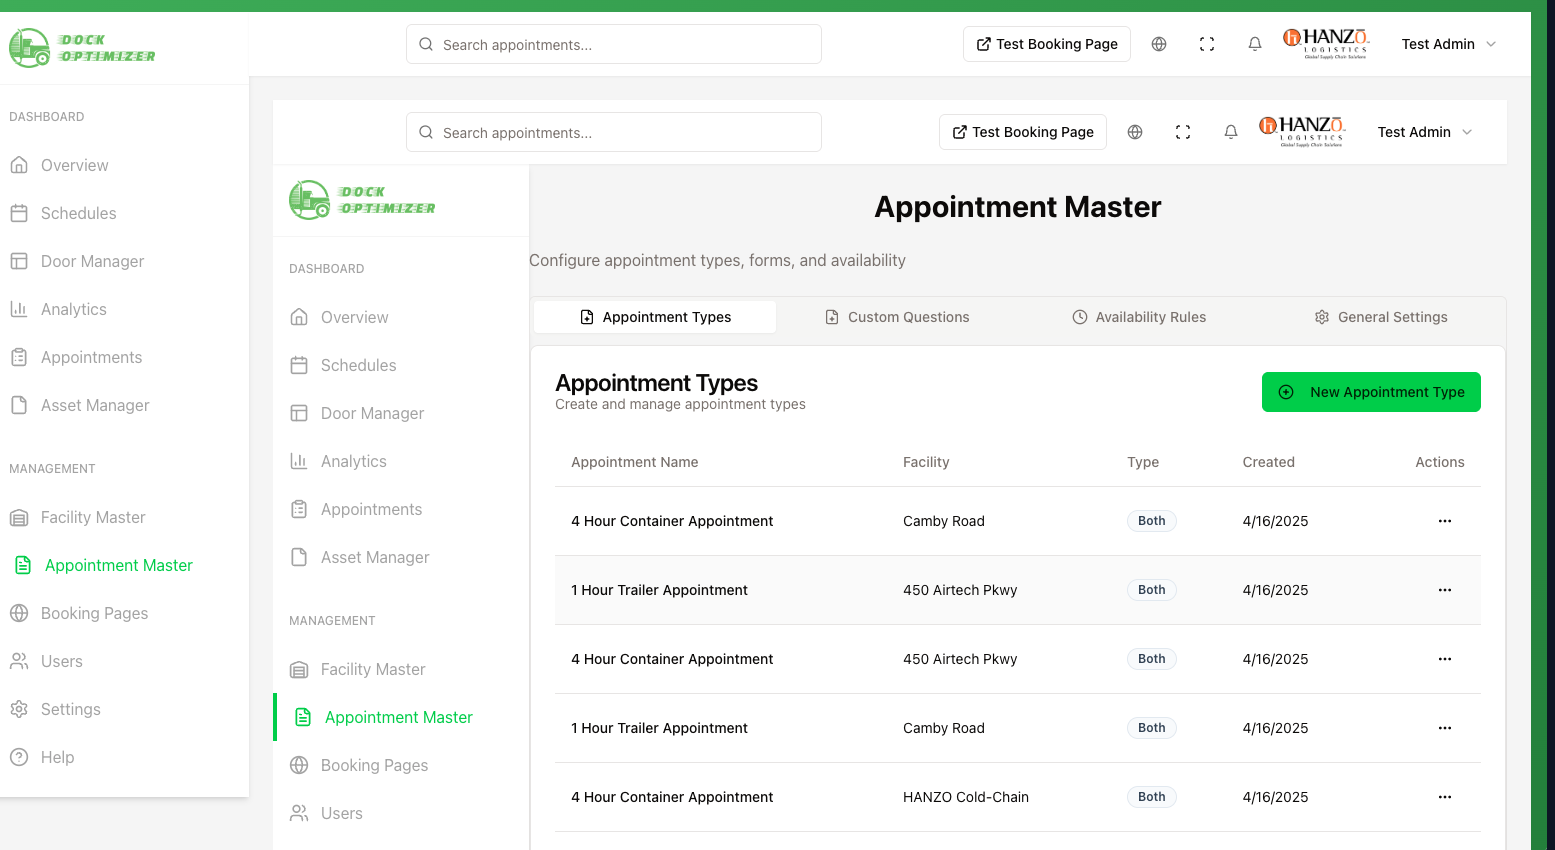 DOCK
OPTIMIZER
Search appointments...
Test Booking Page
HANZŌ
LOGISTICS
Global Supply Chain Solutions
Test Admin
DASHBOARD
Overview
Schedules
Door Manager
Analytics
Appointments
Asset Manager
MANAGEMENT
Facility Master
Appointment Master
Booking Pages
Users
Settings
Help
Search appointments...
Test Booking Page
HANZŌ
LOGISTICS
Global Supply Chain Solutions
Test Admin
DOCK
OPTIMIZER
DASHBOARD
Overview
Schedules
Door Manager
Analytics
Appointments
Asset Manager
MANAGEMENT
Facility Master
Appointment Master
Booking Pages
Users
Appointment Master
Configure appointment types, forms, and availability
Appointment Types Custom Questions Availability Rules General Settings
Appointment Types
Create and manage appointment types
New Appointment Type
Appointment Name Facility Type Created Actions
4 Hour Container Appointment Camby Road Both 4/16/2025
1 Hour Trailer Appointment 450 Airtech Pkwy Both 4/16/2025
4 Hour Container Appointment 450 Airtech Pkwy Both 4/16/2025
1 Hour Trailer Appointment Camby Road Both 4/16/2025
4 Hour Container Appointment HANZO Cold-Chain Both 4/16/2025